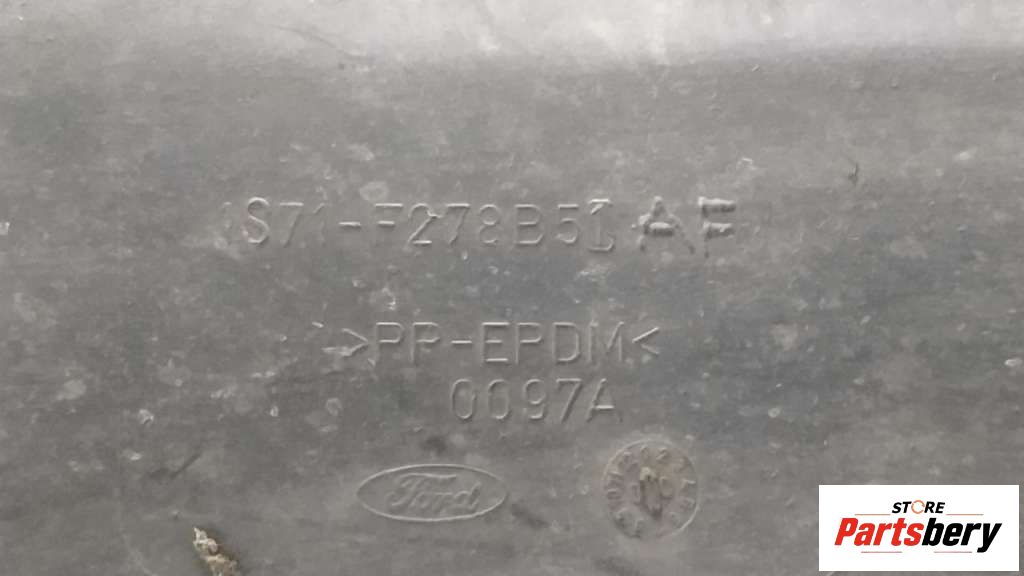 1S71-F278B51 AF
>PP-EPDM<
0097A
Ford
STORE
Partsbery